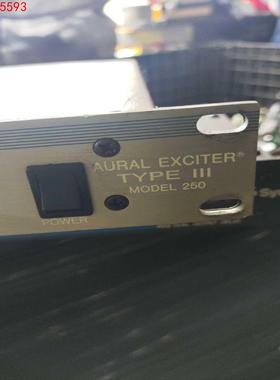 5593
AURAL EXCITER®
TYPE III
MODEL 250
POWER